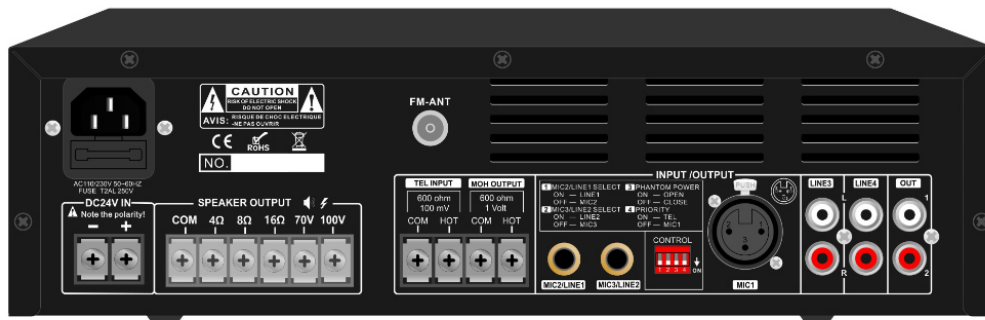 CAUTION
RISK OF ELECTRIC SHOCK
DO NOT OPEN
AVIS: RISQUE DE CHOC ELECTRIQUE
-NE PAS OUVRIR
CE RoHS
NO.
FM-ANT
AC110/230V 50~60HZ
FUSE T2AL 250V
DC24V IN
Note the polarity!
− +
SPEAKER OUTPUT
COM 4Ω 8Ω 16Ω 70V 100V
INPUT /OUTPUT
TEL INPUT MOH OUTPUT
600 ohm 600 ohm
100 mV 1 Volt
COM HOT COM HOT
1 MIC2/LINE1 SELECT
ON — LINE1
OFF — MIC2
2 MIC3/LINE2 SELECT
ON — LINE2
OFF — MIC3
3 PHANTOM POWER
ON — OPEN
OFF — CLOSE
4 PRIORITY
ON — TEL
OFF — MIC1
CONTROL
1 2 3 4 ON
MIC2/LINE1 MIC3/LINE2
PUSH
3
MIC1
LINE3 LINE4 OUT
L 1
R 2